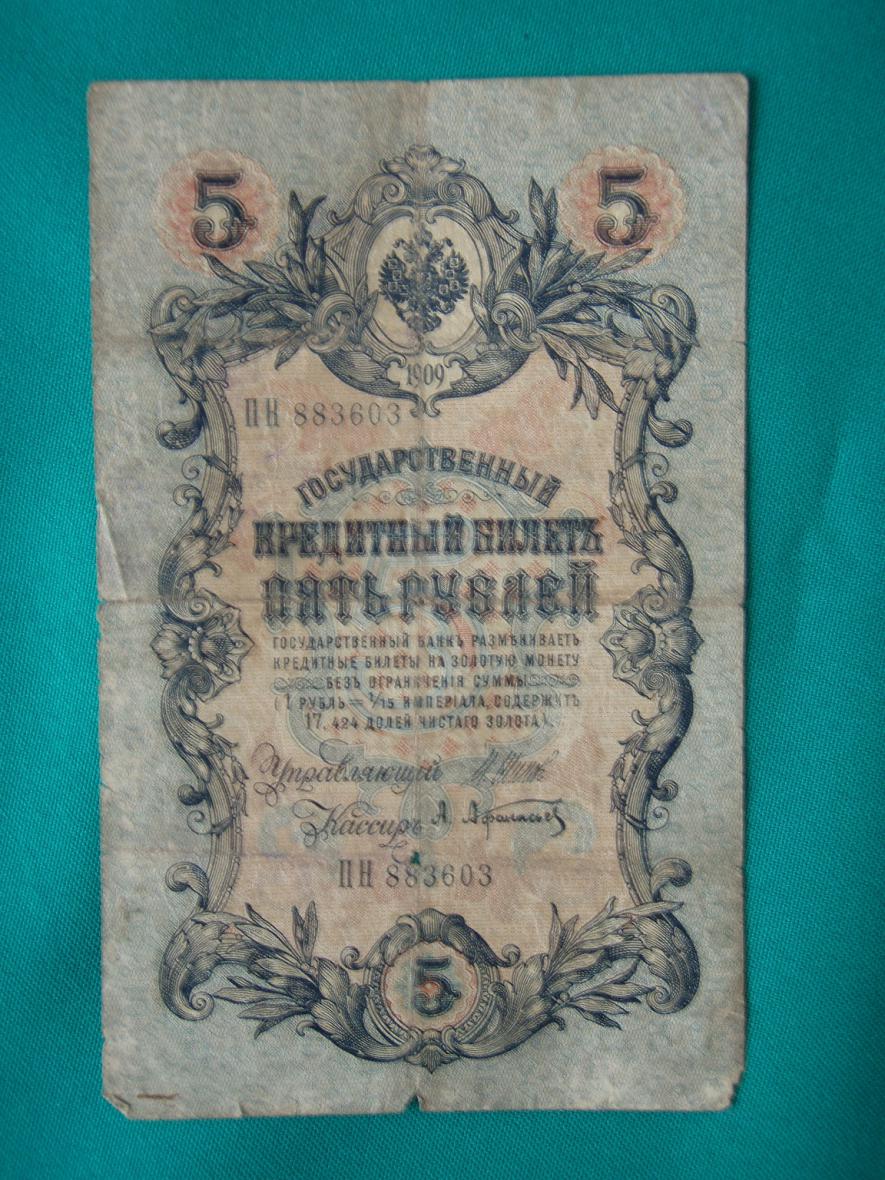 5 5
1909
ПН 883603
ГОСУДАРСТВЕННЫЙ
КРЕДИТНЫЙ БИЛЕТЪ
ПЯТЬ РУБЛЕЙ
ГОСУДАРСТВЕННЫЙ БАНКЪ РАЗМѢНИВАЕТЪ
КРЕДИТНЫЕ БИЛЕТЫ НА ЗОЛОТУЮ МОНЕТУ
БЕЗЪ ОГРАНИЧЕНІЯ СУММЫ
(1 РУБЛЬ = 1/15 ИМПЕРІАЛА, СОДЕРЖИТЪ
17,424 ДОЛЕЙ ЧИСТАГО ЗОЛОТА).
Управляющій
Кассиръ А. Афанасьев
ПН 883603
5